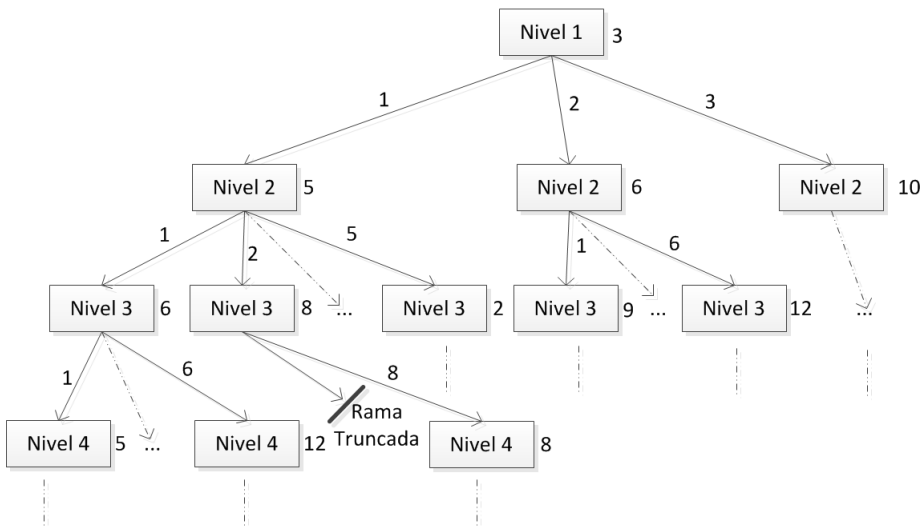 Nivel 1 3
1 2 3
Nivel 2 5 Nivel 2 6 Nivel 2 10
1 2 5 1 6
Nivel 3 6 Nivel 3 8 ... Nivel 3 2 Nivel 3 9 ... Nivel 3 12 ...
1 6 8
Rama
Truncada
Nivel 4 5 ... Nivel 4 12 Nivel 4 8